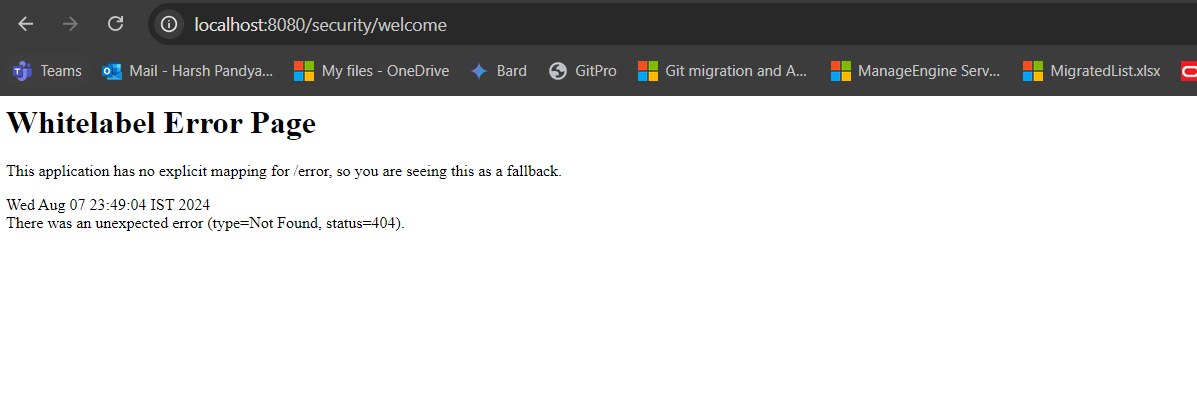 localhost:8080/security/welcome
Teams
Mail - Harsh Pandya...
My files - OneDrive
Bard
GitPro
Git migration and A...
ManageEngine Serv...
MigratedList.xlsx
Whitelabel Error Page
This application has no explicit mapping for /error, so you are seeing this as a fallback.
Wed Aug 07 23:49:04 IST 2024
There was an unexpected error (type=Not Found, status=404).